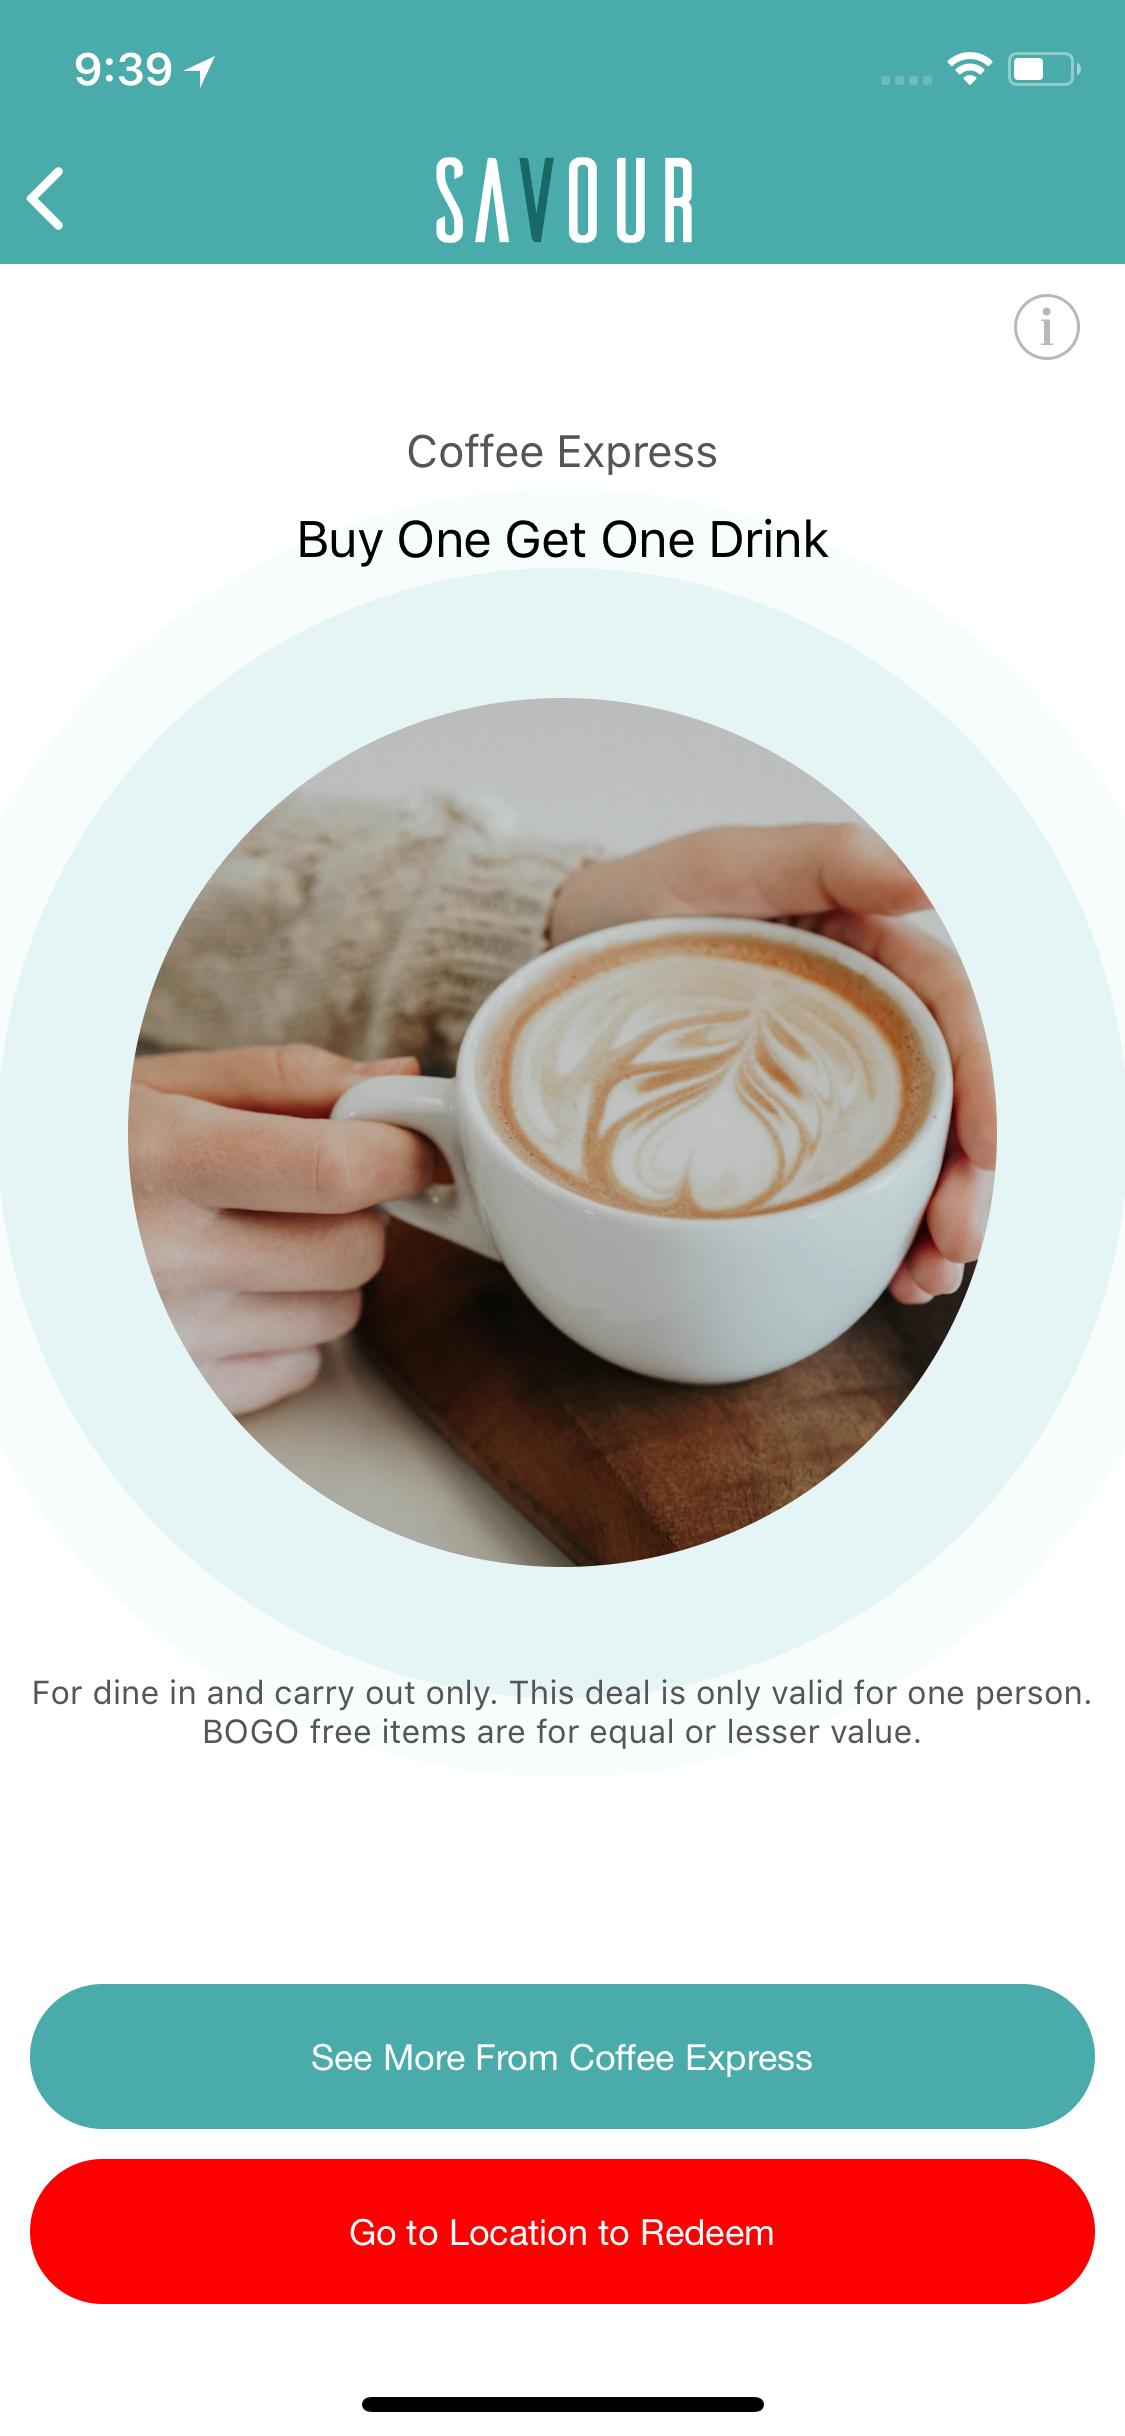 9:39
SAVOUR
i
Coffee Express
Buy One Get One Drink
For dine in and carry out only. This deal is only valid for one person.
BOGO free items are for equal or lesser value.
See More From Coffee Express
Go to Location to Redeem